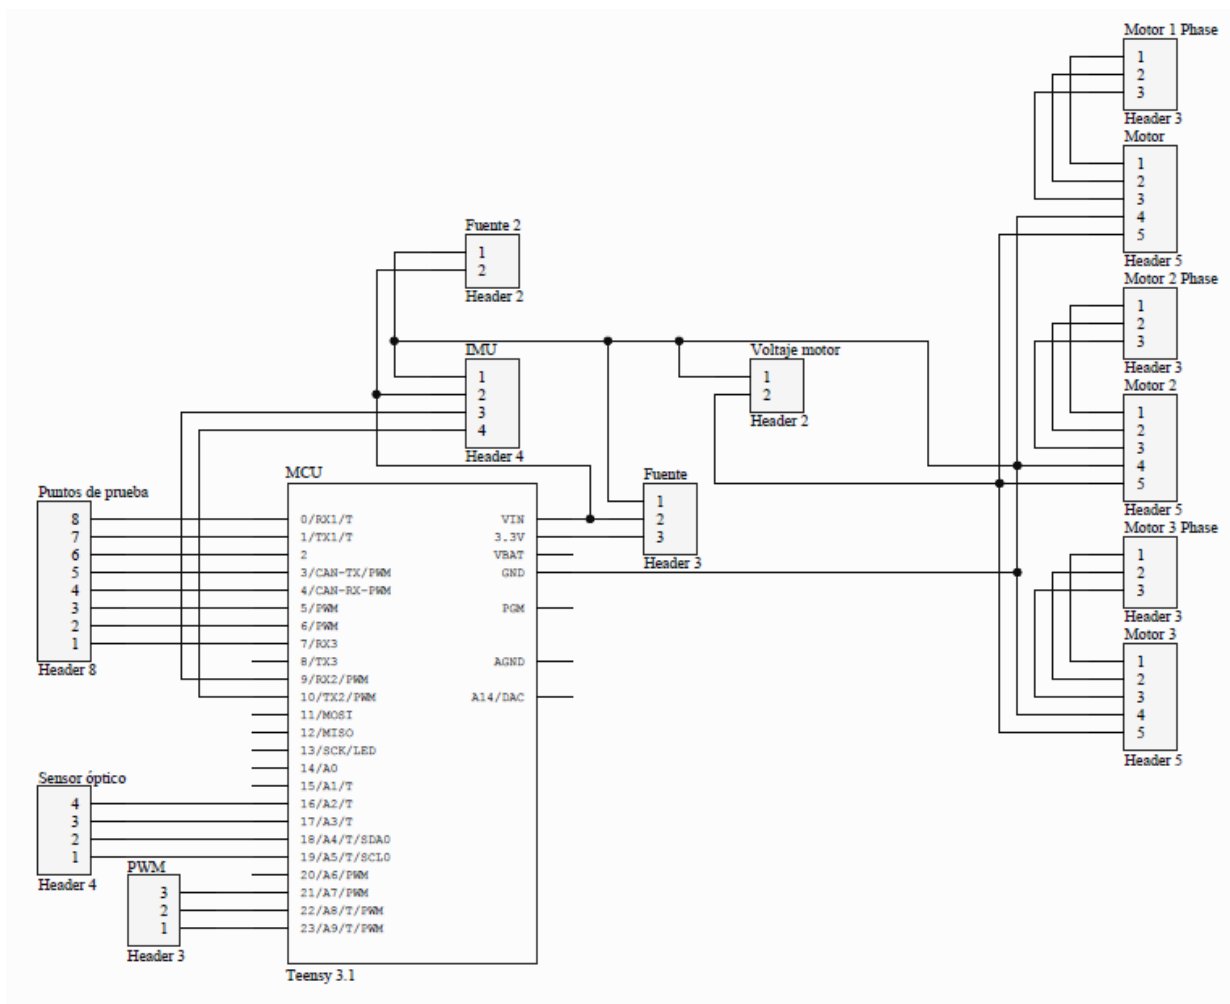 Motor 1 Phase
1
2
3
Header 3
Motor
1
2
3
4
5
Header 5
Fuente 2
1
2
Header 2
Motor 2 Phase
1
2
3
Header 3
IMU
1
2
3
4
Header 4
Voltaje motor
1
2
Header 2
Motor 2
1
2
3
4
5
Header 5
Fuente
1
2
3
Header 3
Motor 3 Phase
1
2
3
Header 3
Motor 3
1
2
3
4
5
Header 5
Puntos de prueba
8
7
6
5
4
3
2
1
Header 8
MCU
0/RX1/T
1/TX1/T
2
3/CAN-TX/PWM
4/CAN-RX-PWM
5/PWM
6/PWM
7/RX3
8/TX3
9/RX2/PWM
10/TX2/PWM
11/MOSI
12/MISO
13/SCK/LED
14/A0
15/A1/T
16/A2/T
17/A3/T
18/A4/T/SDA0
19/A5/T/SCL0
20/A6/PWM
21/A7/PWM
22/A8/T/PWM
23/A9/T/PWM
VIN
3.3V
VBAT
GND
PGM
AGND
A14/DAC
Teensy 3.1
Sensor óptico
4
3
2
1
Header 4
PWM
3
2
1
Header 3